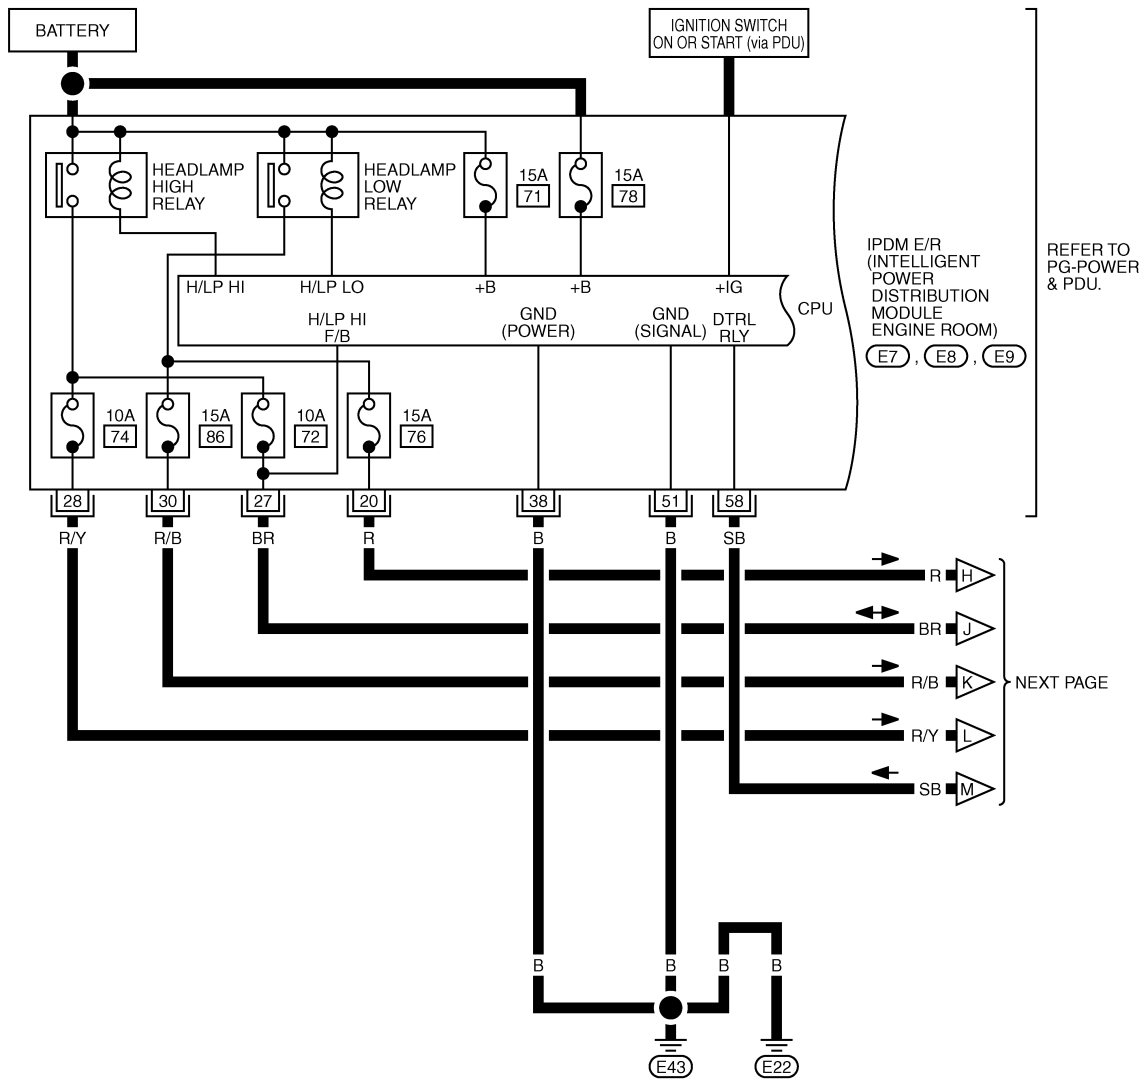 BATTERY
IGNITION SWITCH
ON OR START (via PDU)
HEADLAMP
HIGH
RELAY
HEADLAMP
LOW
RELAY
15A
71
15A
78
IPDM E/R
(INTELLIGENT
POWER
DISTRIBUTION
MODULE
ENGINE ROOM)
E7 , E8 , E9
REFER TO
PG-POWER
& PDU.
H/LP HI
H/LP LO
+B
+B
+IG
CPU
H/LP HI
F/B
GND
(POWER)
GND
(SIGNAL)
DTRL
RLY
10A
74
15A
86
10A
72
15A
76
28
30
27
20
38
51
58
R/Y
R/B
BR
R
B
B
SB
R
H
BR
J
R/B
K
R/Y
L
SB
M
NEXT PAGE
B
B
B
B
E43
E22